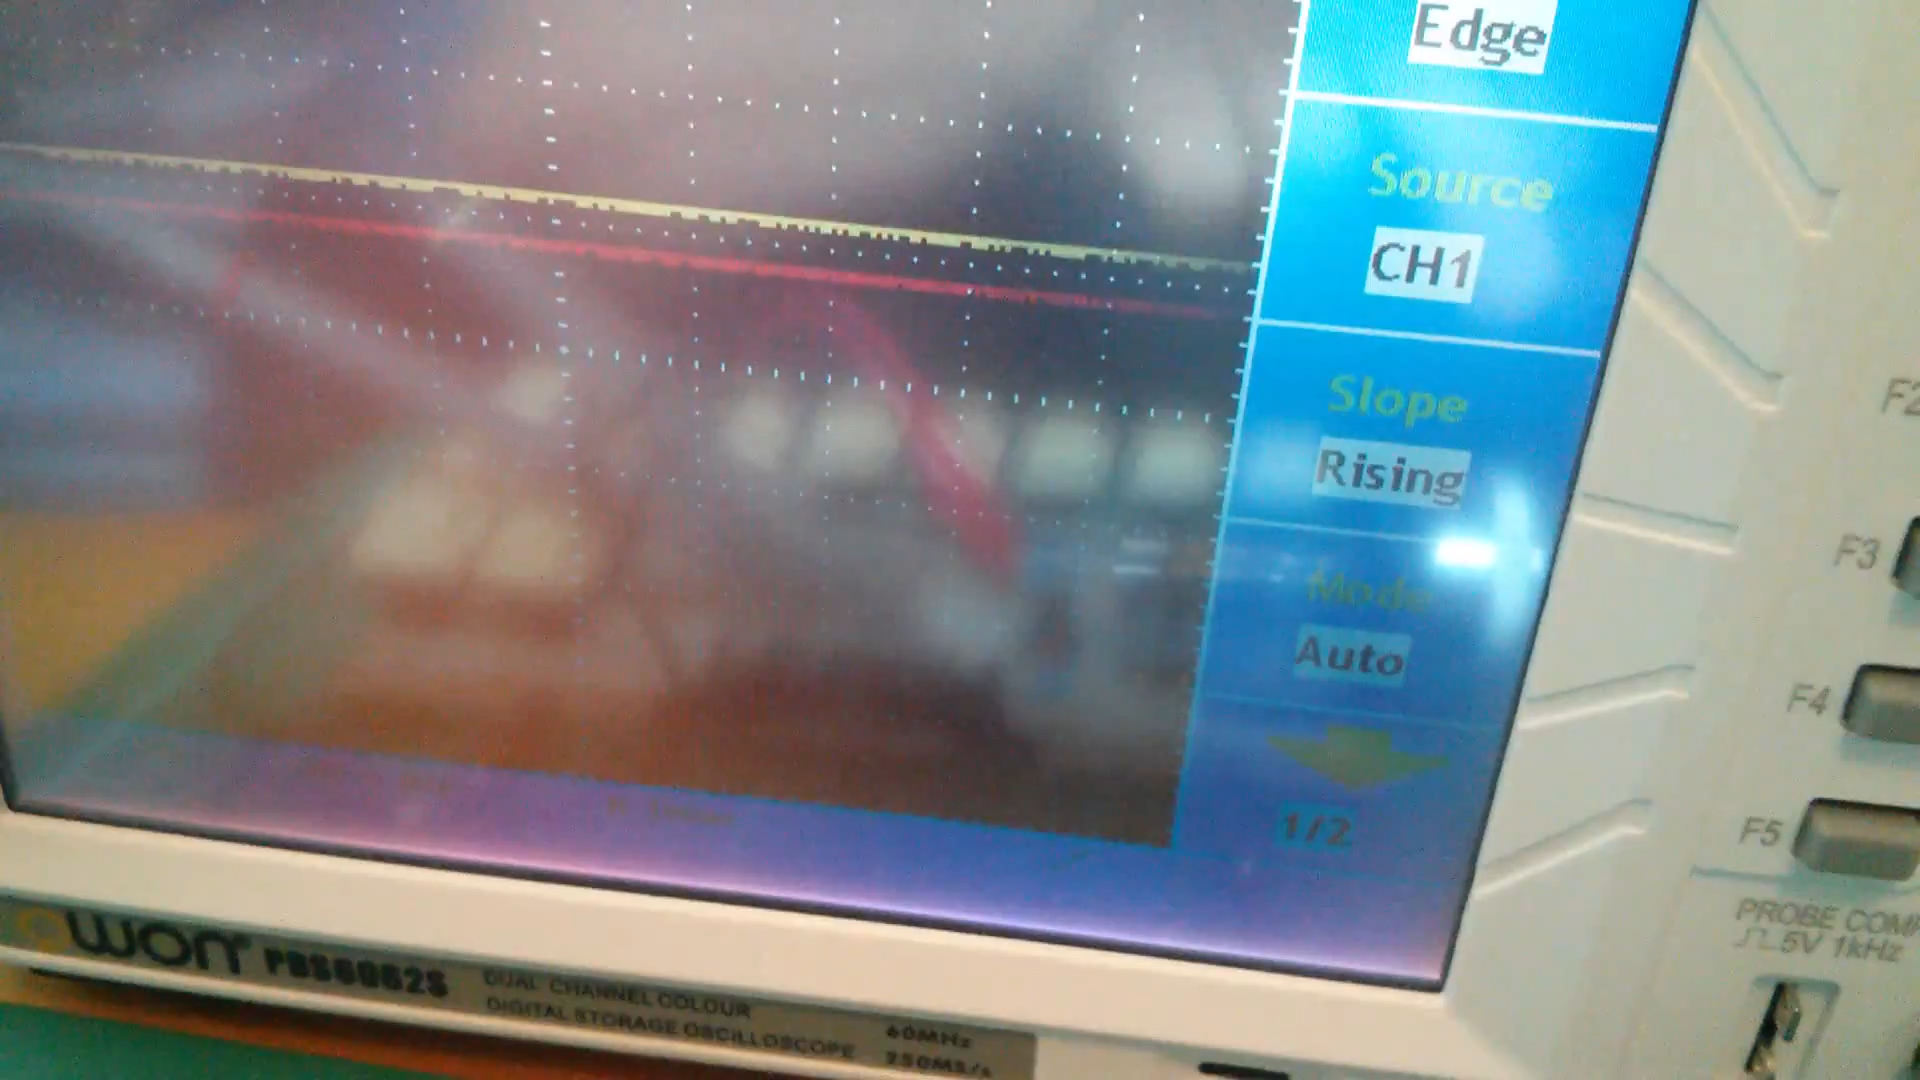 Edge
Source
CH1
Slope
Rising
Mode
Auto
1/2
F2
F3
F4
F5
PROBE COMP
5V 1kHz
OWON PDS6062S
DUAL CHANNEL COLOUR
DIGITAL STORAGE OSCILLOSCOPE
60MHz
250MS/s